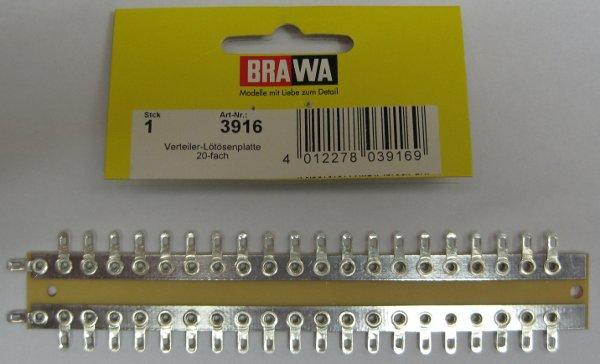 BRAWA
Modelle mit Liebe zum Detail
Stck Art-Nr.:
1 3916
Verteiler-Lötösenplatte
20-fach
4 012278 039169